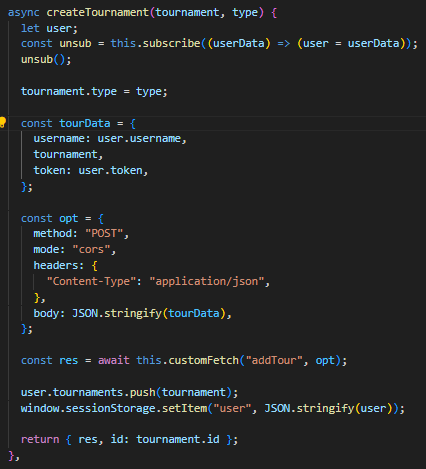 async createTournament(tournament, type) {
let user;
const unsub = this.subscribe((userData) => (user = userData));
unsub();
tournament.type = type;
const tourData = {
username: user.username,
tournament,
token: user.token,
};
const opt = {
method: "POST",
mode: "cors",
headers: {
"Content-Type": "application/json",
},
body: JSON.stringify(tourData),
};
const res = await this.customFetch("addTour", opt);
user.tournaments.push(tournament);
window.sessionStorage.setItem("user", JSON.stringify(user));
return { res, id: tournament.id };
},